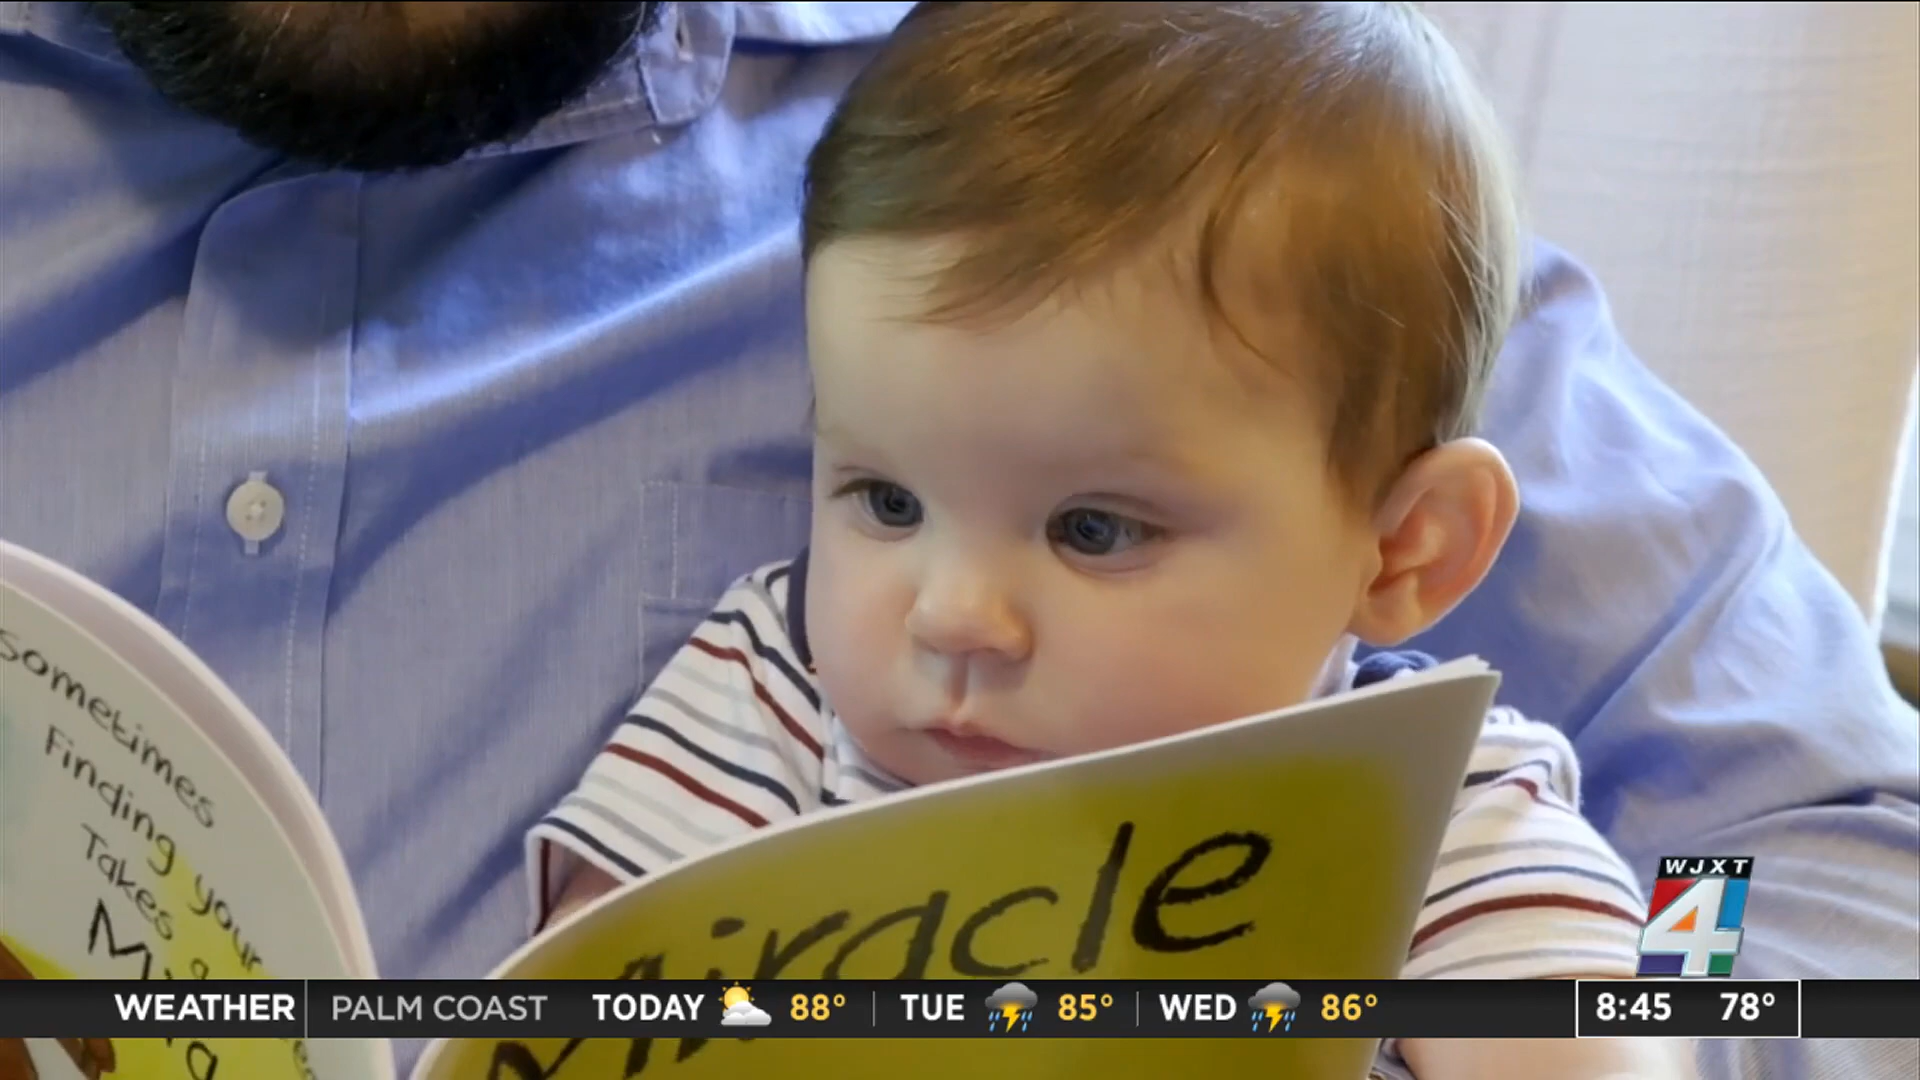 sometimes
Finding your
Takes a
Miracle
Miracle
WJXT
4
WEATHER PALM COAST TODAY 88° TUE 85° WED 86° 8:45 78°